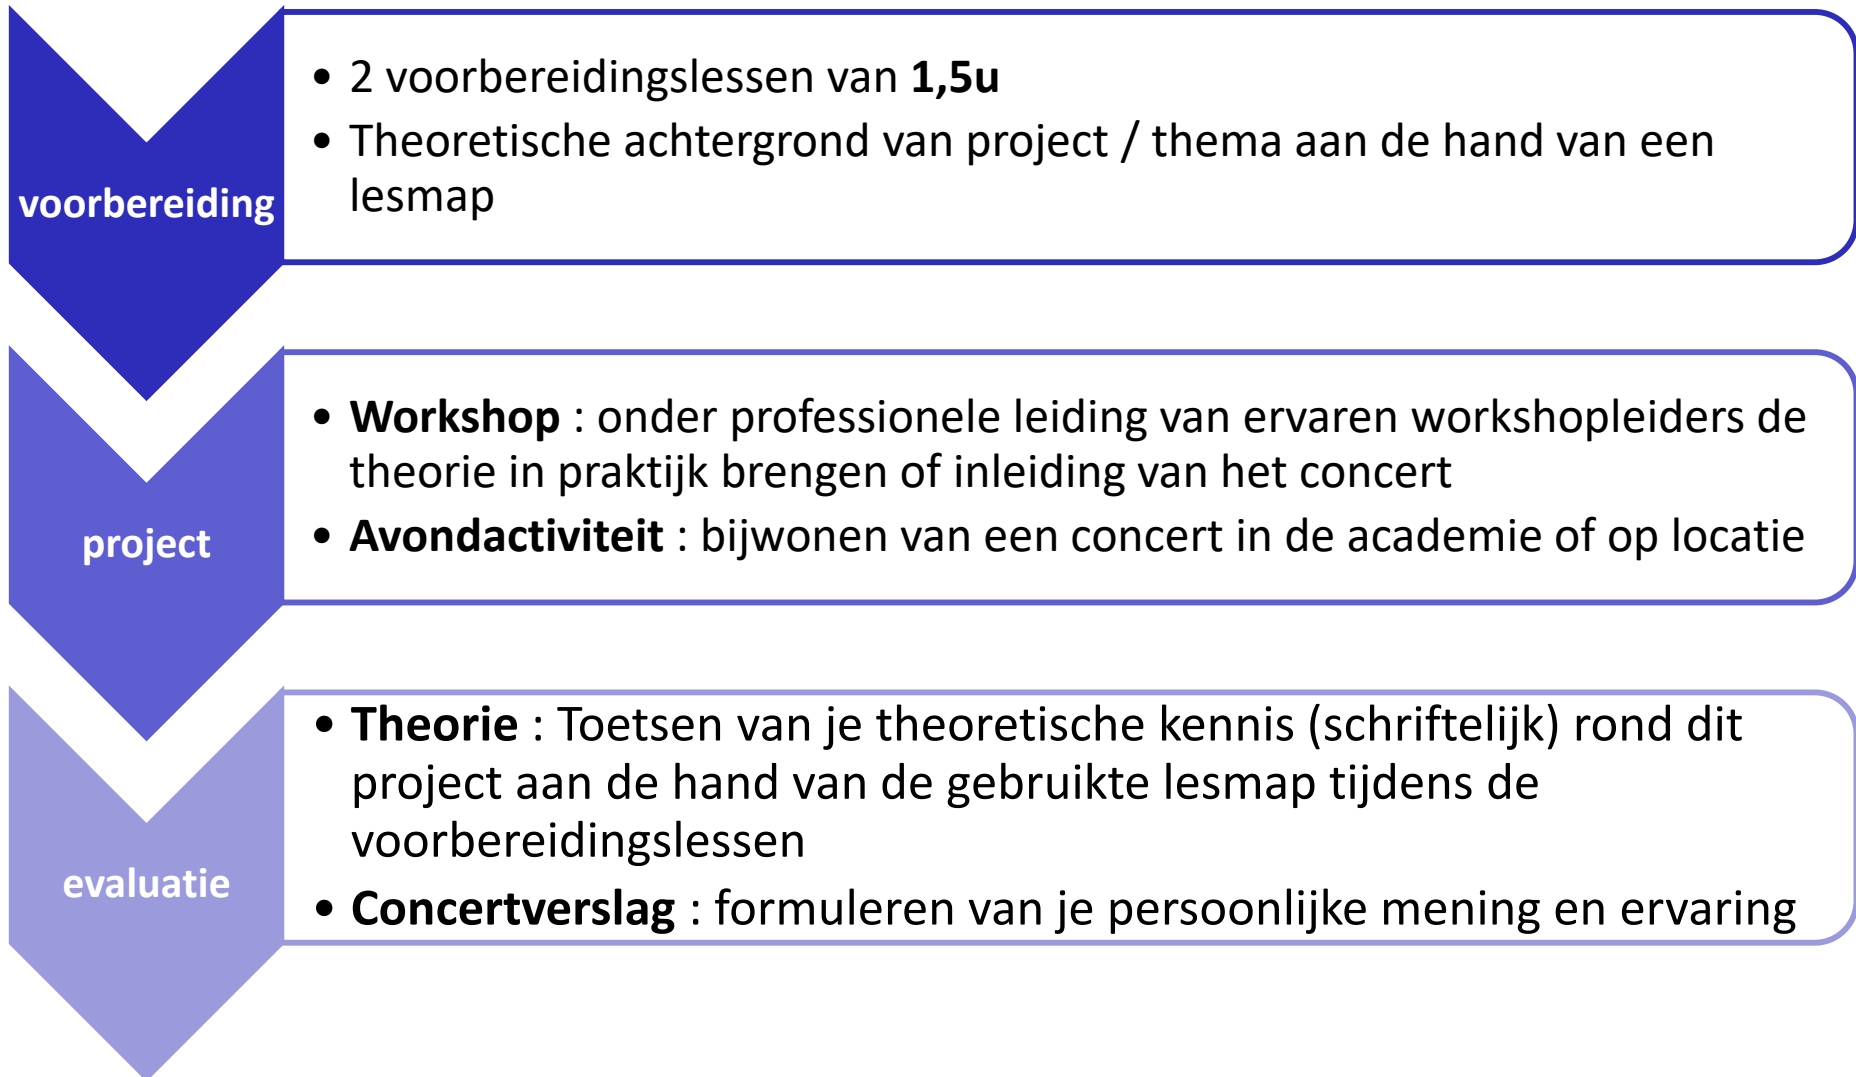 voorbereiding
• 2 voorbereidingslessen van 1,5u
• Theoretische achtergrond van project / thema aan de hand van een
lesmap
project
• Workshop : onder professionele leiding van ervaren workshopleiders de
theorie in praktijk brengen of inleiding van het concert
• Avondactiviteit : bijwonen van een concert in de academie of op locatie
evaluatie
• Theorie : Toetsen van je theoretische kennis (schriftelijk) rond dit
project aan de hand van de gebruikte lesmap tijdens de
voorbereidingslessen
• Concertverslag : formuleren van je persoonlijke mening en ervaring